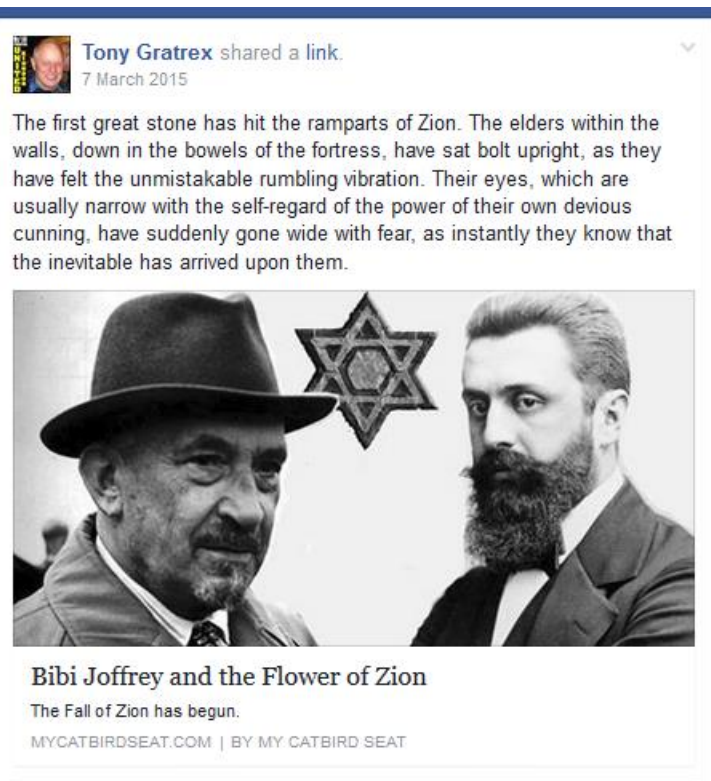 Tony Gratrex shared a link.
7 March 2015
The first great stone has hit the ramparts of Zion. The elders within the
walls, down in the bowels of the fortress, have sat bolt upright, as they
have felt the unmistakable rumbling vibration. Their eyes, which are
usually narrow with the self-regard of the power of their own devious
cunning, have suddenly gone wide with fear, as instantly they know that
the inevitable has arrived upon them.
Bibi Joffrey and the Flower of Zion
The Fall of Zion has begun.
MYCATBIRDSEAT.COM | BY MY CATBIRD SEAT